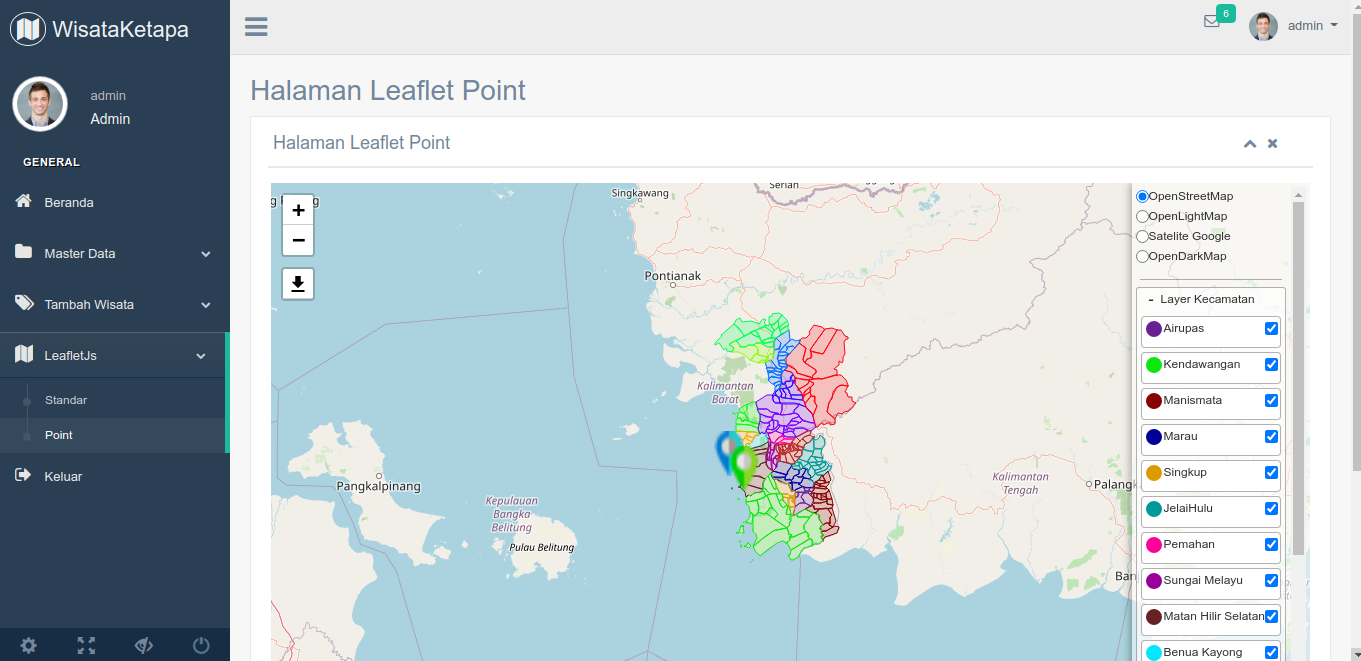 WisataKetapa
6
admin
admin
Admin
GENERAL
Beranda
Master Data
Tambah Wisata
LeafletJs
Standar
Point
Keluar
Halaman Leaflet Point
Halaman Leaflet Point
+
−
Singkawang
Serian
Pontianak
Kalimantan
Barat
Pangkalpinang
Kepulauan
Bangka
Belitung
Pulau Belitung
Kalimantan
Tengah
Palang
Ban
OpenStreetMap
OpenLightMap
Satelite Google
OpenDarkMap
- Layer Kecamatan
Airupas
Kendawangan
Manismata
Marau
Singkup
JelaiHulu
Pemahan
Sungai Melayu
Matan Hilir Selatan
Benua Kayong